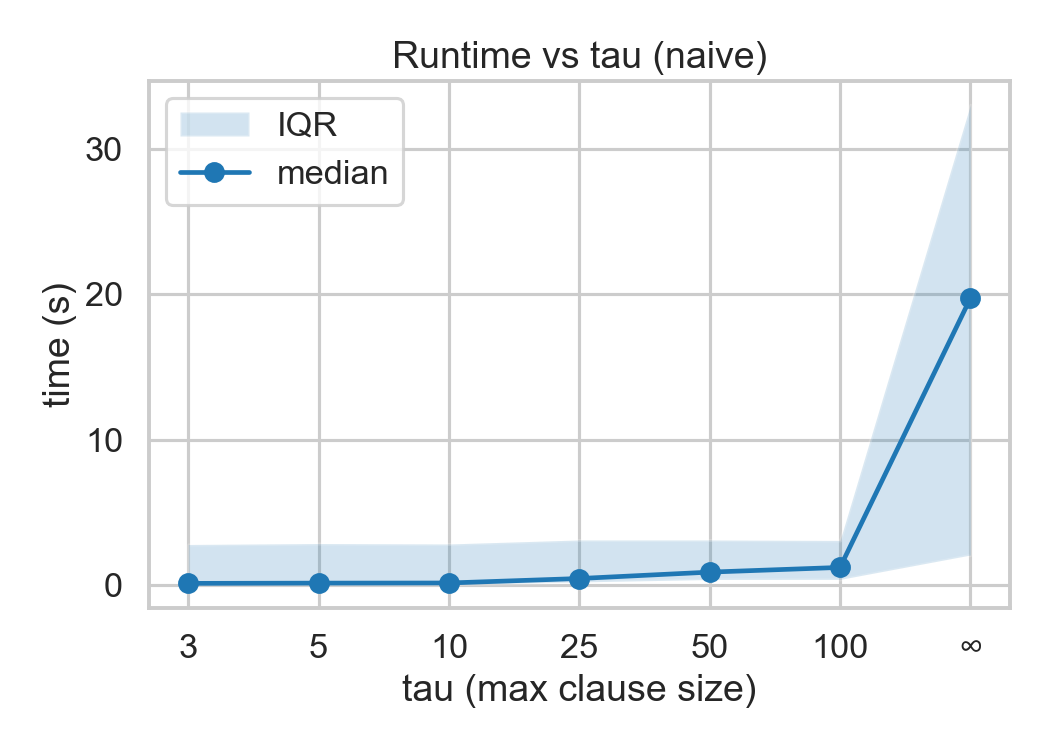 Runtime vs tau (naive)
IQR
median
time (s)
30
20
10
0
3 5 10 25 50 100 ∞
tau (max clause size)